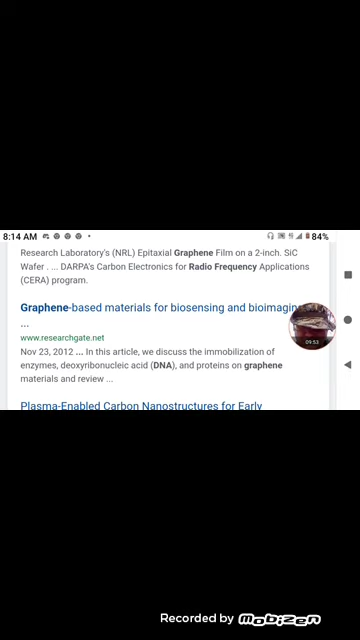 8:14 AM
84%
Research Laboratory's (NRL) Epitaxial Graphene Film on a 2-inch. SiC
Wafer . ... DARPA's Carbon Electronics for Radio Frequency Applications
(CERA) program.
Graphene-based materials for biosensing and bioimaging
...
www.researchgate.net
09:53
Nov 23, 2012 ... In this article, we discuss the immobilization of
enzymes, deoxyribonucleic acid (DNA), and proteins on graphene
materials and review ...
Plasma-Enabled Carbon Nanostructures for Early
Recorded by Mobizen